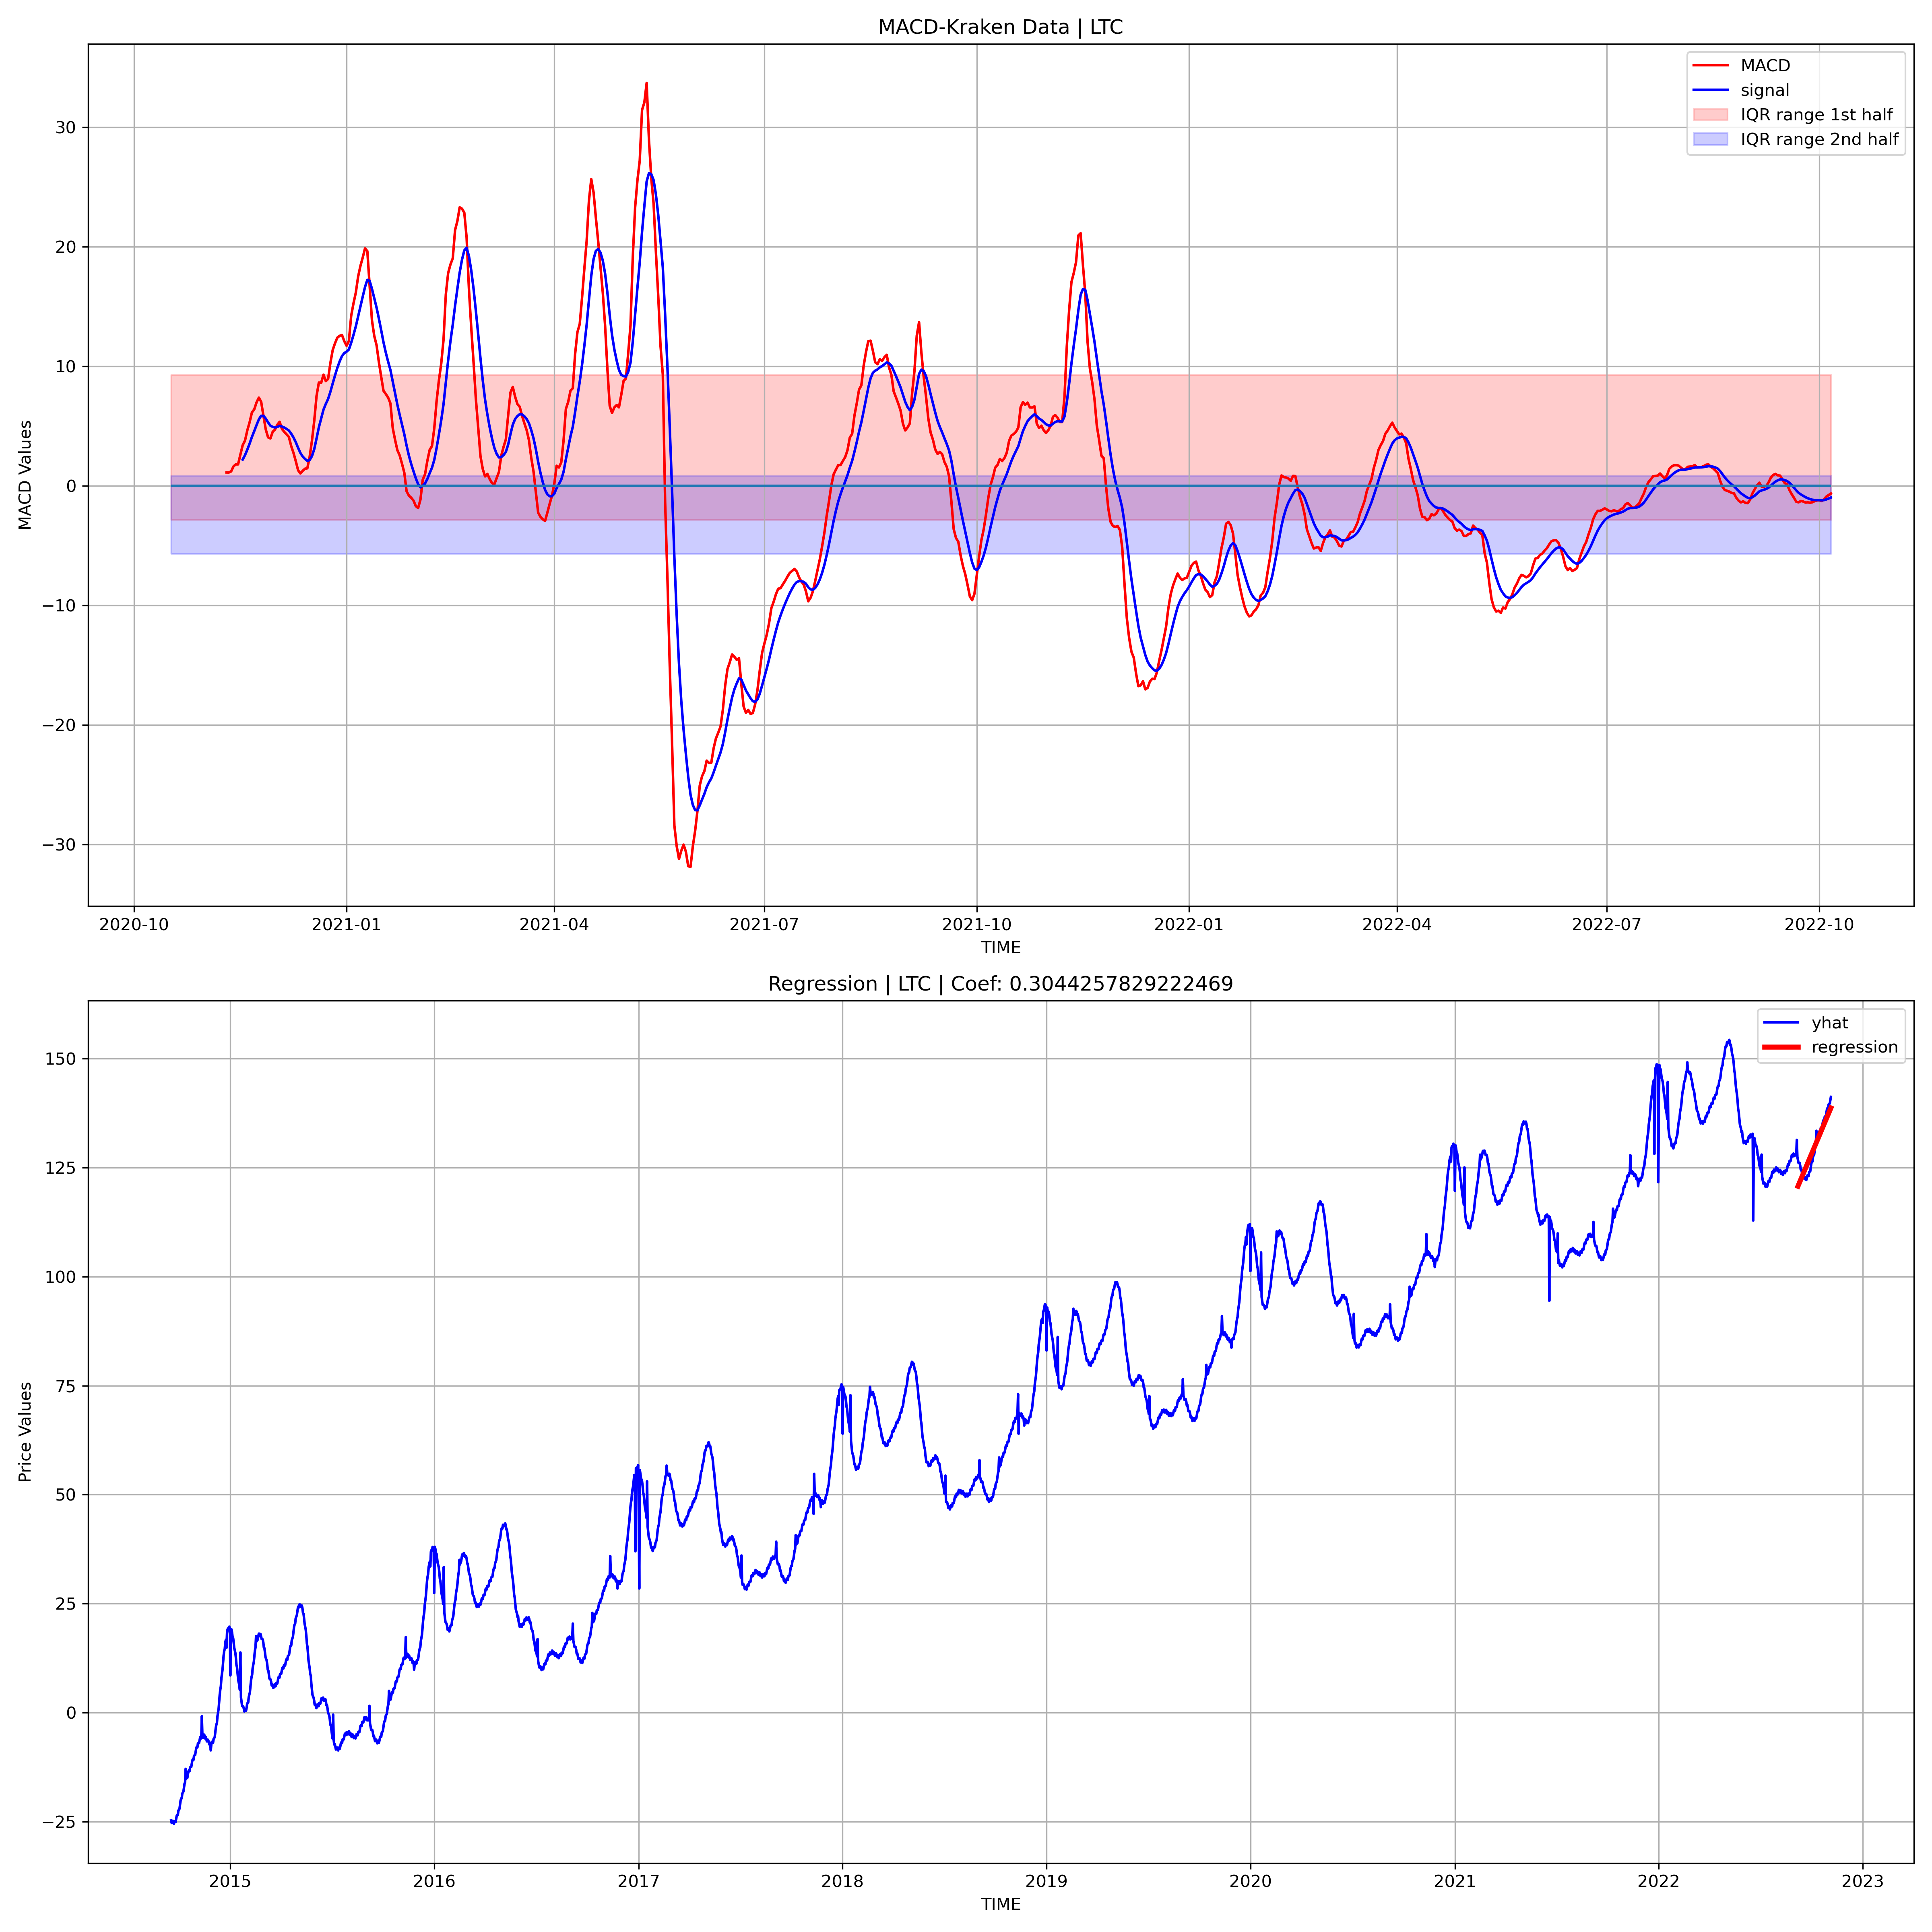 MACD-Kraken Data | LTC
MACD
signal
IQR range 1st half
IQR range 2nd half
MACD Values
30
20
10
0
−10
−20
−30
2020-10
2021-01
2021-04
2021-07
2021-10
2022-01
2022-04
2022-07
2022-10
TIME
Regression | LTC | Coef: 0.3044257829222469
yhat
regression
Price Values
150
125
100
75
50
25
0
−25
2015
2016
2017
2018
2019
2020
2021
2022
2023
TIME